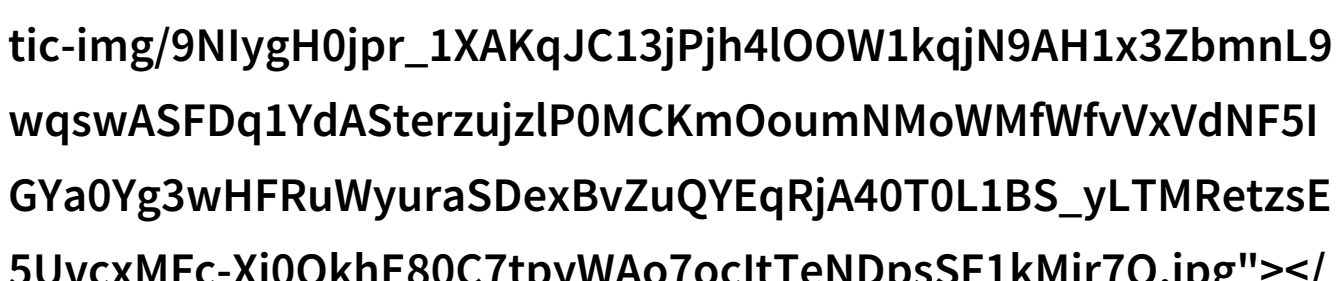 tic-img/9NIygH0jpr_1XAKqJC13jPjh4lOOW1kqjN9AH1x3ZbmnL9
wqswASFDq1YdASterzujzlP0MCKmOoumNMoWMfWfvVxVdNF5I
GYa0Yg3wHFRuWyuraSDexBvZuQYEqRjA40T0L1BS_yLTMRetzsE